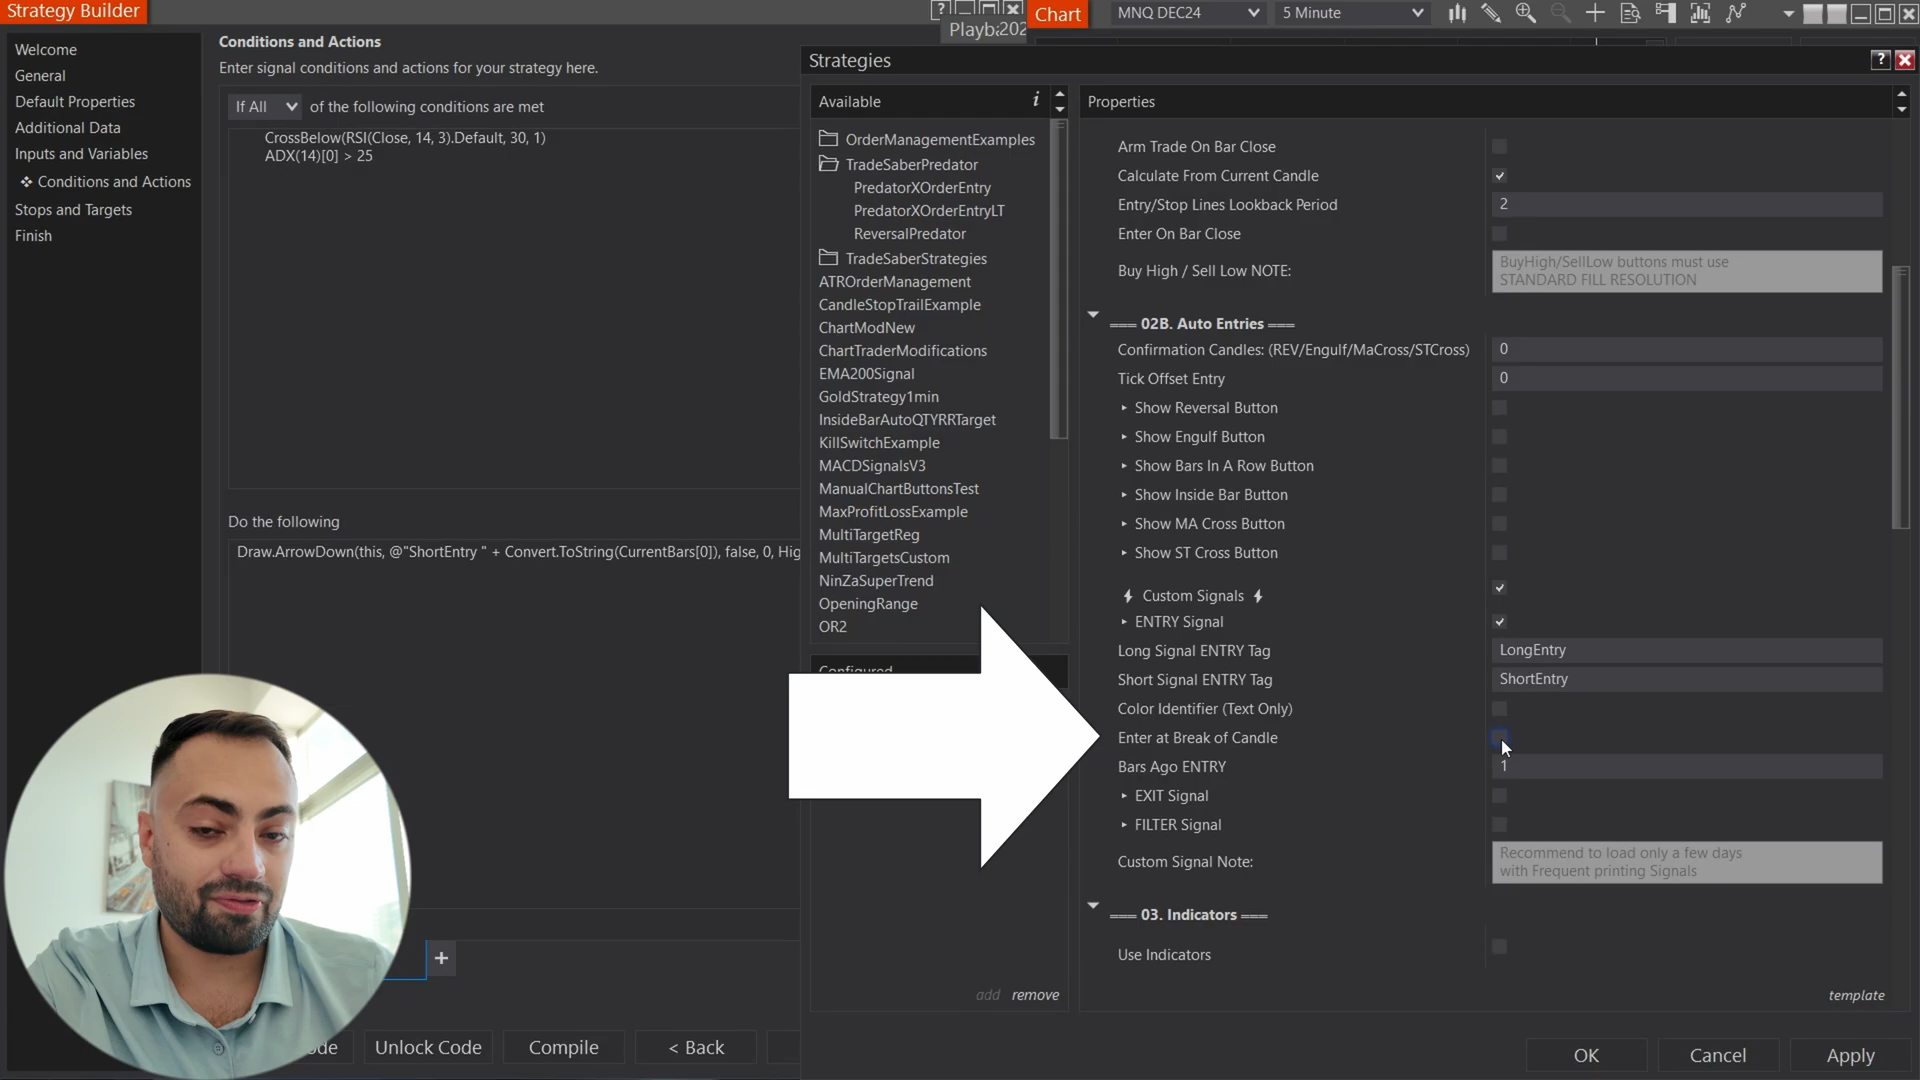 Strategy Builder
Playba202
Chart
MNQ DEC24
5 Minute
Welcome
General
Default Properties
Additional Data
Inputs and Variables
❖ Conditions and Actions
Stops and Targets
Finish
Conditions and Actions
Enter signal conditions and actions for your strategy here.
If All of the following conditions are met
CrossBelow(RSI(Close, 14, 3).Default, 30, 1)
ADX(14)[0] > 25
Do the following
Draw.ArrowDown(this, @"ShortEntry " + Convert.ToString(CurrentBars[0]), false, 0, Hig
+
ode
Unlock Code
Compile
< Back
Strategies
?
Available
i
OrderManagementExamples
TradeSaberPredator
PredatorXOrderEntry
PredatorXOrderEntryLT
ReversalPredator
TradeSaberStrategies
ATROrderManagement
CandleStopTrailExample
ChartModNew
ChartTraderModifications
EMA200Signal
GoldStrategy1min
InsideBarAutoQTYRRTarget
KillSwitchExample
MACDSignalsV3
ManualChartButtonsTest
MaxProfitLossExample
MultiTargetReg
MultiTargetsCustom
NinZaSuperTrend
OpeningRange
OR2
Configured
add remove
Properties
Arm Trade On Bar Close
Calculate From Current Candle
Entry/Stop Lines Lookback Period 2
Enter On Bar Close
Buy High / Sell Low NOTE:
BuyHigh/SellLow buttons must use
STANDARD FILL RESOLUTION
=== 02B. Auto Entries ===
Confirmation Candles: (REV/Engulf/MaCross/STCross) 0
Tick Offset Entry 0
Show Reversal Button
Show Engulf Button
Show Bars In A Row Button
Show Inside Bar Button
Show MA Cross Button
Show ST Cross Button
Custom Signals
ENTRY Signal
Long Signal ENTRY Tag LongEntry
Short Signal ENTRY Tag ShortEntry
Color Identifier (Text Only)
Enter at Break of Candle
Bars Ago ENTRY 1
EXIT Signal
FILTER Signal
Custom Signal Note:
Recommend to load only a few days
with Frequent printing Signals
=== 03. Indicators ===
Use Indicators
template
OK
Cancel
Apply